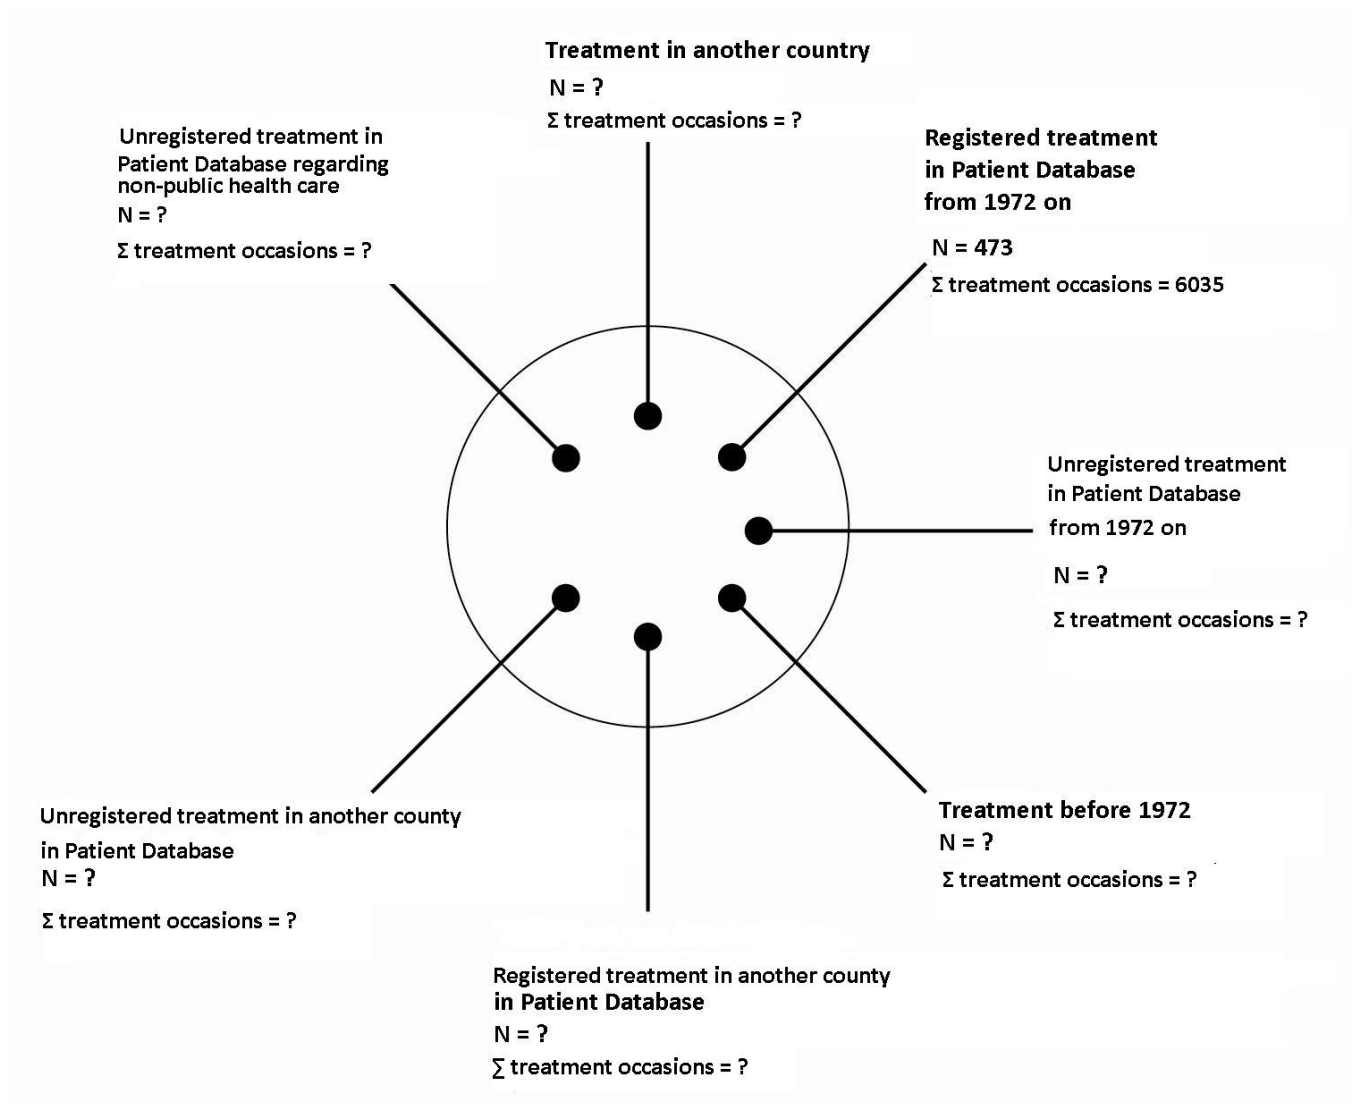 Treatment in another country
N = ?
Σ treatment occasions = ?
Unregistered treatment in
Patient Database regarding
non-public health care
N = ?
Σ treatment occasions = ?
Registered treatment
in Patient Database
from 1972 on
N = 473
Σ treatment occasions = 6035
Unregistered treatment
in Patient Database
from 1972 on
N = ?
Σ treatment occasions = ?
Treatment before 1972
N = ?
Σ treatment occasions = ?
Unregistered treatment in another county
in Patient Database
N = ?
Σ treatment occasions = ?
Registered treatment in another county
in Patient Database
N = ?
∑ treatment occasions = ?